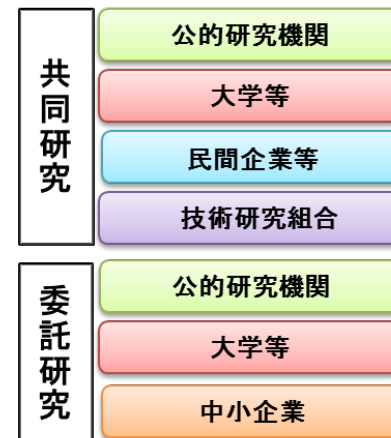 共同研究
公的研究機関
大学等
民間企業等
技術研究組合
委託研究
公的研究機関
大学等
中小企業